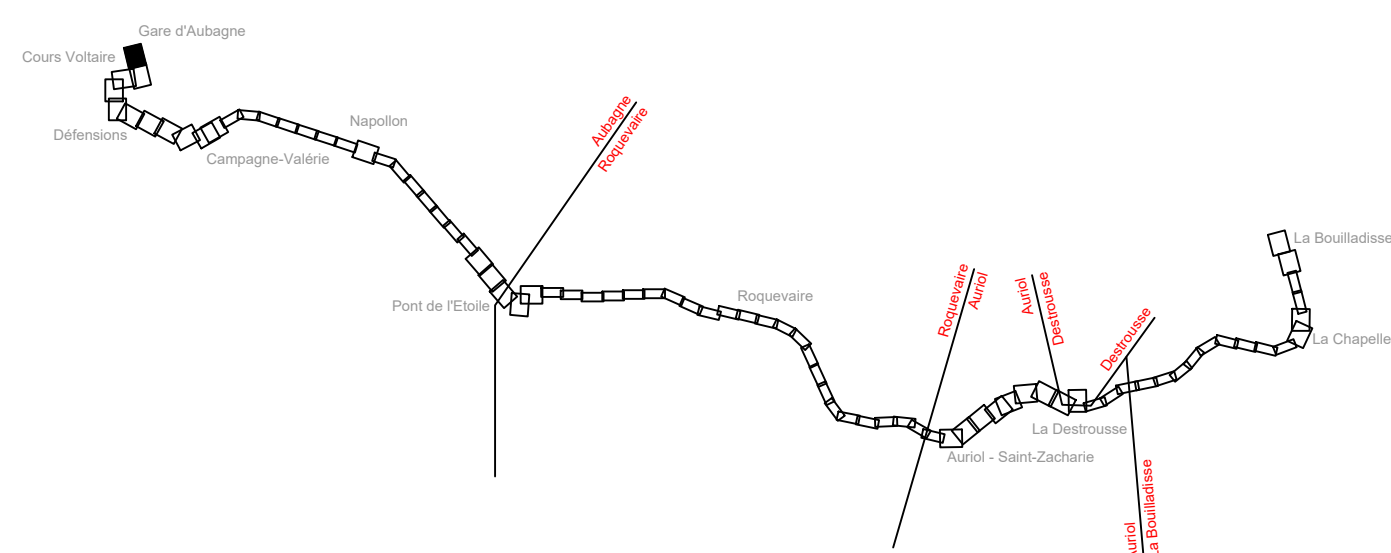 Gare d'Aubagne
Cours Voltaire
Défensions
Campagne-Valérie
Napollon
Aubagne
Roquevaire
Pont de l'Etoile
Roquevaire
Roquevaire
Auriol
Auriol
Destrousse
Destrousse
La Bouilladisse
La Chapelle
La Destrousse
Auriol - Saint-Zacharie
uriol
a Bouilladisse